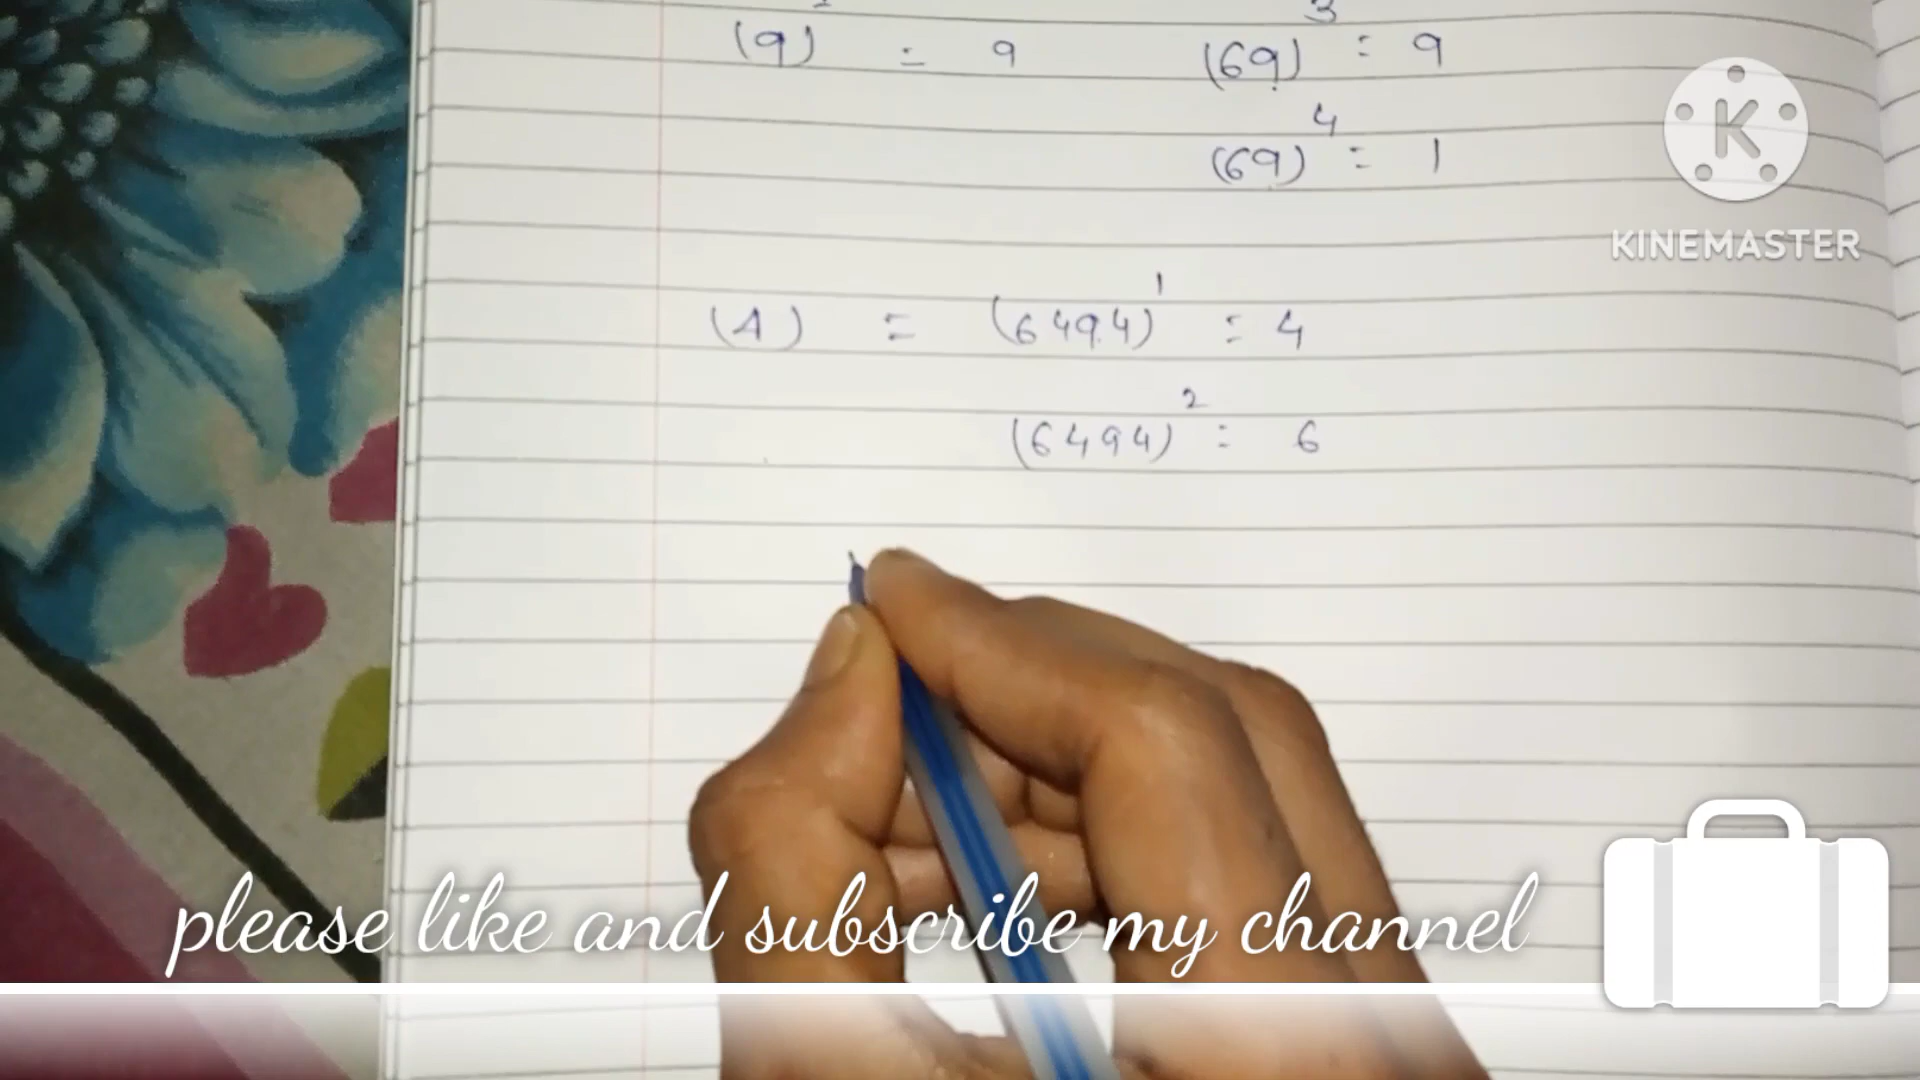 (9) = 9
(69)³ = 9
(69)⁴ = 1
KINEMASTER
(4) = (6494)¹ = 4
(6494)² = 6
please like and subscribe my channel